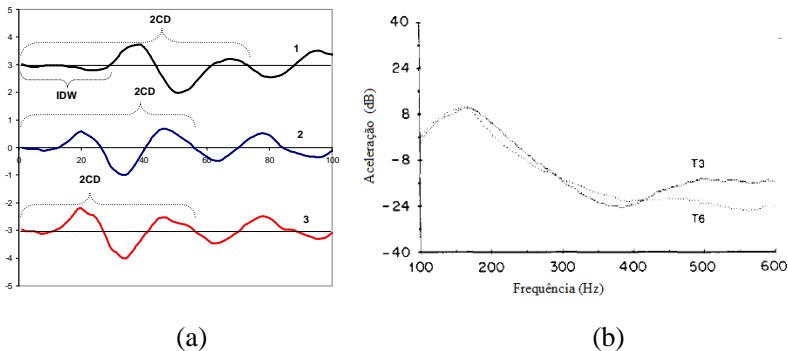 (a)
5
4
3
2
1
0
-1
-2
-3
-4
-5
0
20
40
60
80
100
2CD
1
IDW
2CD
2
2CD
3
(b)
Aceleração (dB)
40
24
8
-8
-24
-40
T3
T6
100
200
300
400
500
600
Frequência (Hz)
(a)
(b)